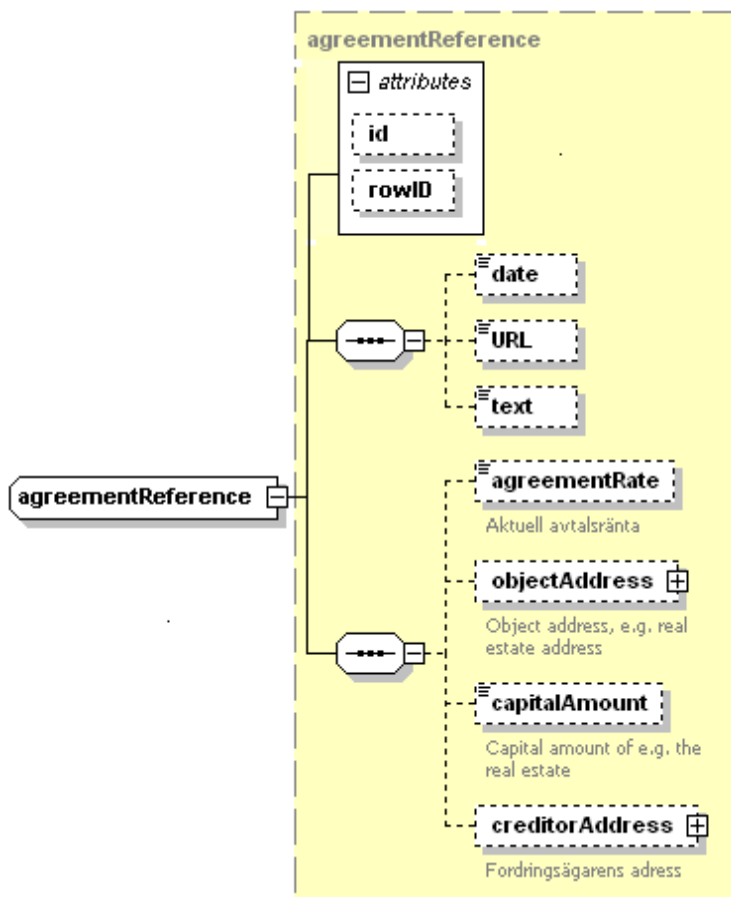 agreementReference
attributes
id
rowID
date
URL
text
agreementReference
agreementRate
Aktuell avtalsränta
objectAddress
Object address, e.g. real
estate address
capitalAmount
Capital amount of e.g. the
real estate
creditorAddress
Fordringsägarens adress